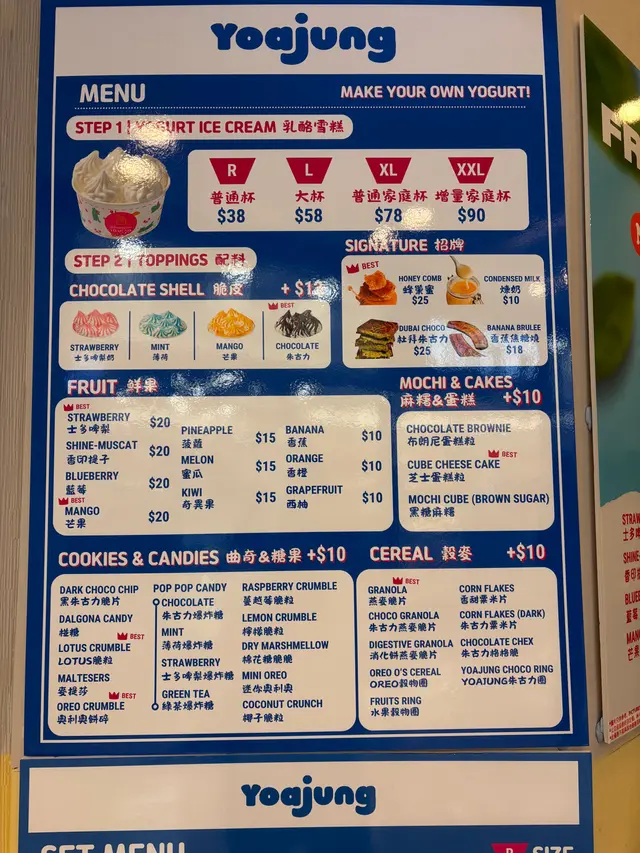 Yoajung
MENU
MAKE YOUR OWN YOGURT!
STEP 1 | YOGURT ICE CREAM 乳酪雪糕
R
普通杯
$38
L
大杯
$58
XL
普通家庭杯
$78
XXL
增量家庭杯
$90
STEP 2 | TOPPINGS 配料
CHOCOLATE SHELL 脆皮 + $12
STRAWBERRY
士多啤梨奶
MINT
薄荷
MANGO
芒果
BEST
CHOCOLATE
朱古力
SIGNATURE 招牌
BEST
HONEY COMB
蜂巢蜜
$25
CONDENSED MILK
煉奶
$10
DUBAI CHOCO
杜拜朱古力
$25
BANANA BRULEE
香蕉焦糖燒
$18
FRUIT 鮮果
BEST
STRAWBERRY
士多啤梨
$20
SHINE-MUSCAT
香印提子
$20
BLUEBERRY
藍莓
$20
BEST
MANGO
芒果
$20
PINEAPPLE
菠蘿
$15
MELON
蜜瓜
$15
KIWI
奇異果
$15
BANANA
香蕉
$10
ORANGE
香橙
$10
GRAPEFRUIT
西柚
$10
MOCHI & CAKES
麻糬&蛋糕 +$10
CHOCOLATE BROWNIE
布朗尼蛋糕粒
BEST
CUBE CHEESE CAKE
芝士蛋糕粒
MOCHI CUBE (BROWN SUGAR)
黑糖麻糬
COOKIES & CANDIES 曲奇&糖果 +$10
DARK CHOCO CHIP
黑朱古力脆片
DALGONA CANDY
椪糖
BEST
LOTUS CRUMBLE
LOTUS脆粒
MALTESERS
麥提莎
BEST
OREO CRUMBLE
奧利奧餅碎
POP POP CANDY
CHOCOLATE
朱古力爆炸糖
MINT
薄荷爆炸糖
STRAWBERRY
士多啤梨爆炸糖
GREEN TEA
綠茶爆炸糖
RASPBERRY CRUMBLE
蔓越莓脆粒
LEMON CRUMBLE
檸檬脆粒
DRY MARSHMELLOW
棉花糖脆脆
MINI OREO
迷你奧利奧
COCONUT CRUNCH
椰子脆粒
CEREAL 穀麥 +$10
BEST
GRANOLA
燕麥脆片
CHOCO GRANOLA
朱古力燕麥脆片
DIGESTIVE GRANOLA
消化餅燕麥脆片
OREO O'S CEREAL
OREO穀物圈
FRUITS RING
水果穀物圈
CORN FLAKES
香甜粟米片
CORN FLAKES (DARK)
朱古力粟米片
CHOCOLATE CHEX
朱古力格格脆
YOAJUNG CHOCO RING
YOAJUNG朱古力圈
Yoajung
SET MENU
R SIZE
FR
STRAW
士多啤
SHINE
香印提
BLUEB
藍莓
MAN
芒果